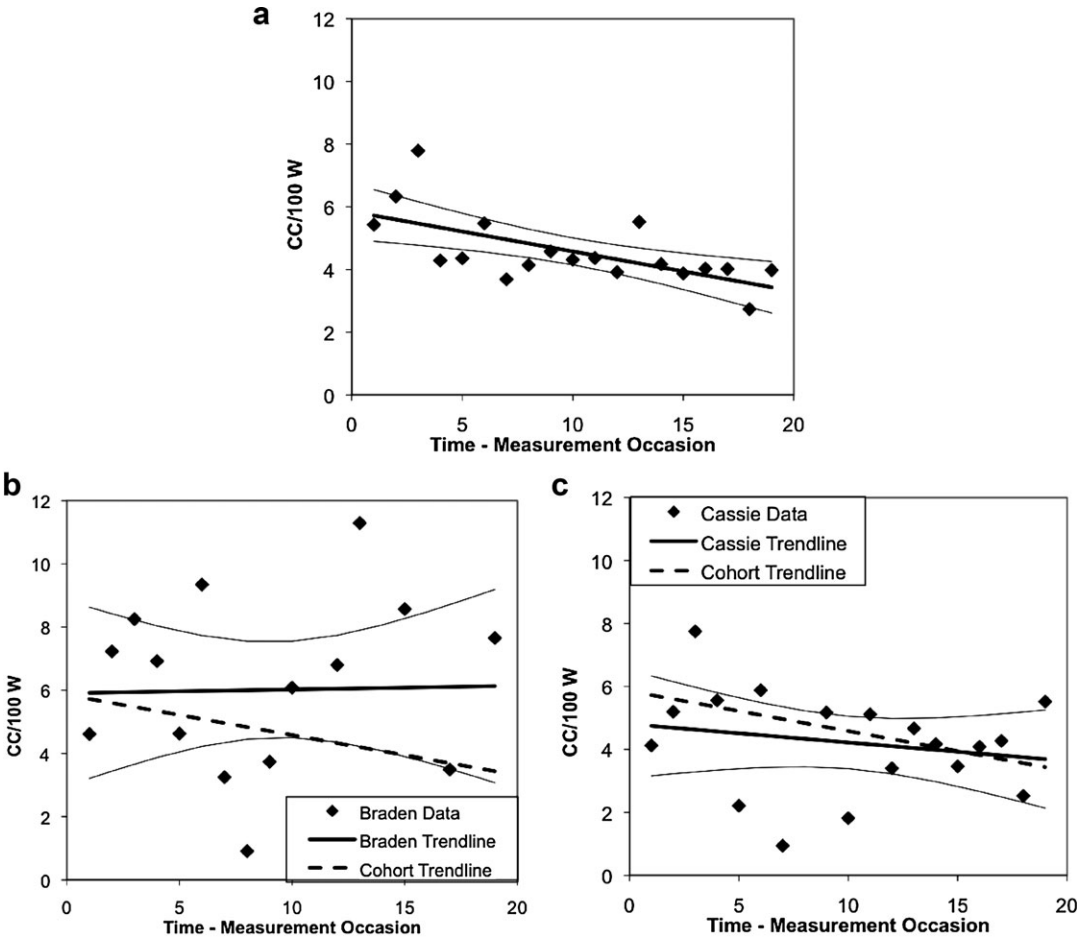 a
12
10
8
6
4
2
0
CC/100 W
0 5 10 15 20
Time - Measurement Occasion
b
12
10
8
6
4
2
0
CC/100 W
Braden Data
Braden Trendline
Cohort Trendline
0 5 10 15 20
Time - Measurement Occasion
c
12
10
8
6
4
2
0
CC/100 W
Cassie Data
Cassie Trendline
Cohort Trendline
0 5 10 15 20
Time - Measurement Occasion